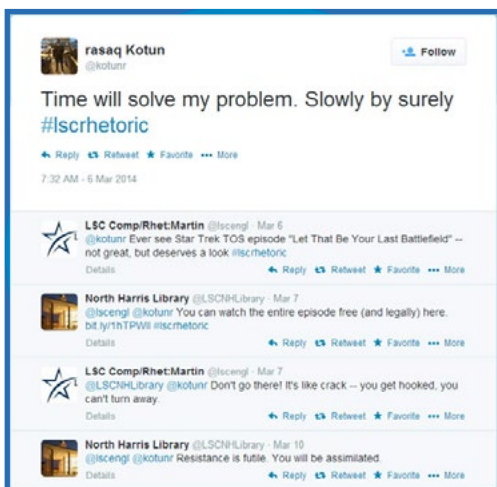 rasaq Kotun
@kotunr
Follow
Time will solve my problem. Slowly by surely
#lscrhetoric
Reply Retweet Favorite ••• More
7:32 AM - 6 Mar 2014
LSC Comp/Rhet:Martin @lscengl · Mar 6
@kotunr Ever see Star Trek TOS episode "Let That Be Your Last Battlefield" --
not great, but deserves a look #lscrhetoric
Details Reply Retweet Favorite ••• More
North Harris Library @LSCNHLibrary · Mar 7
@lscengl @kotunr You can watch the entire episode free (and legally) here.
bit.ly/1hTPWlI #lscrhetoric
Details Reply Retweet Favorite ••• More
LSC Comp/Rhet:Martin @lscengl · Mar 7
@LSCNHLibrary @kotunr Don't go there! It's like crack -- you get hooked, you
can't turn away.
Details Reply Retweet Favorite ••• More
North Harris Library @LSCNHLibrary · Mar 10
@lscengl @kotunr Resistance is futile. You will be assimilated.
Details Reply Retweet Favorite ••• More